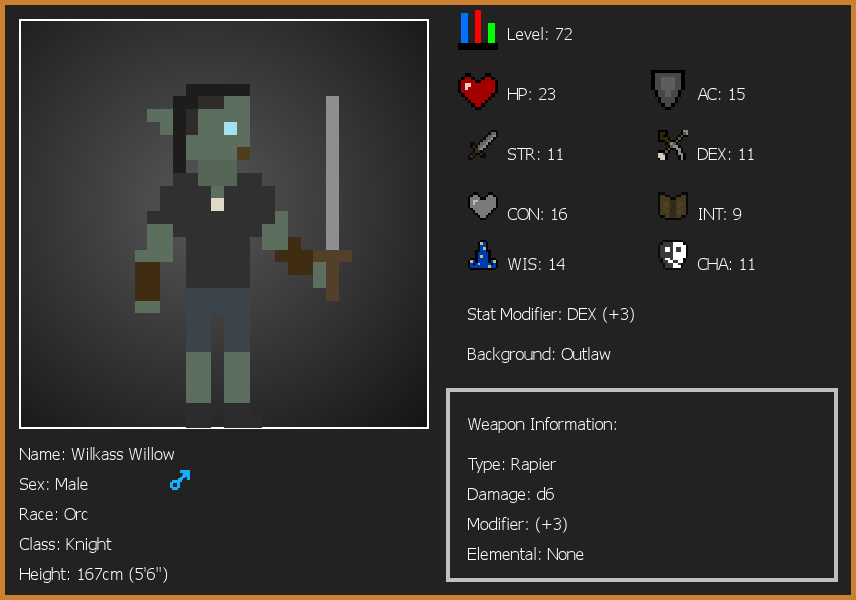 Level: 72
HP: 23
AC: 15
STR: 11
DEX: 11
CON: 16
INT: 9
WIS: 14
CHA: 11
Stat Modifier: DEX (+3)
Background: Outlaw
Weapon Information:
Type: Rapier
Damage: d6
Modifier: (+3)
Elemental: None
Name: Wilkass Willow
Sex: Male
Race: Orc
Class: Knight
Height: 167cm (5'6")